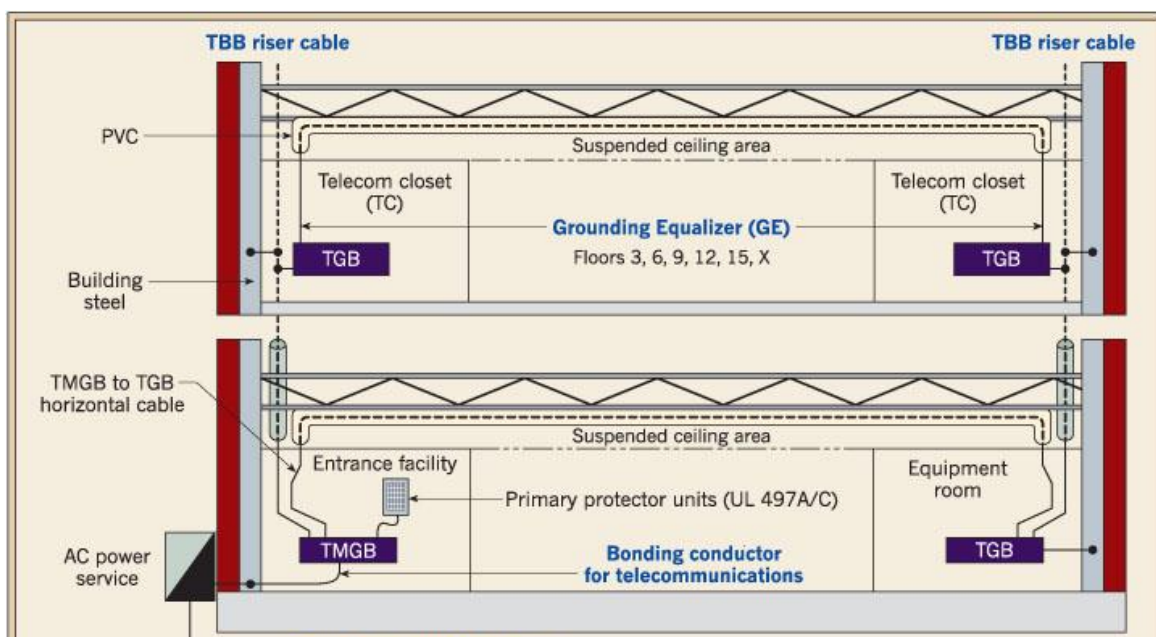 TBB riser cable
TBB riser cable
PVC
Suspended ceiling area
Telecom closet
(TC)
Telecom closet
(TC)
Grounding Equalizer (GE)
Floors 3, 6, 9, 12, 15, X
TGB
TGB
Building
steel
TMGB to TGB
horizontal cable
Suspended ceiling area
Entrance facility
Equipment
room
Primary protector units (UL 497A/C)
TMGB
TGB
AC power
service
Bonding conductor
for telecommunications